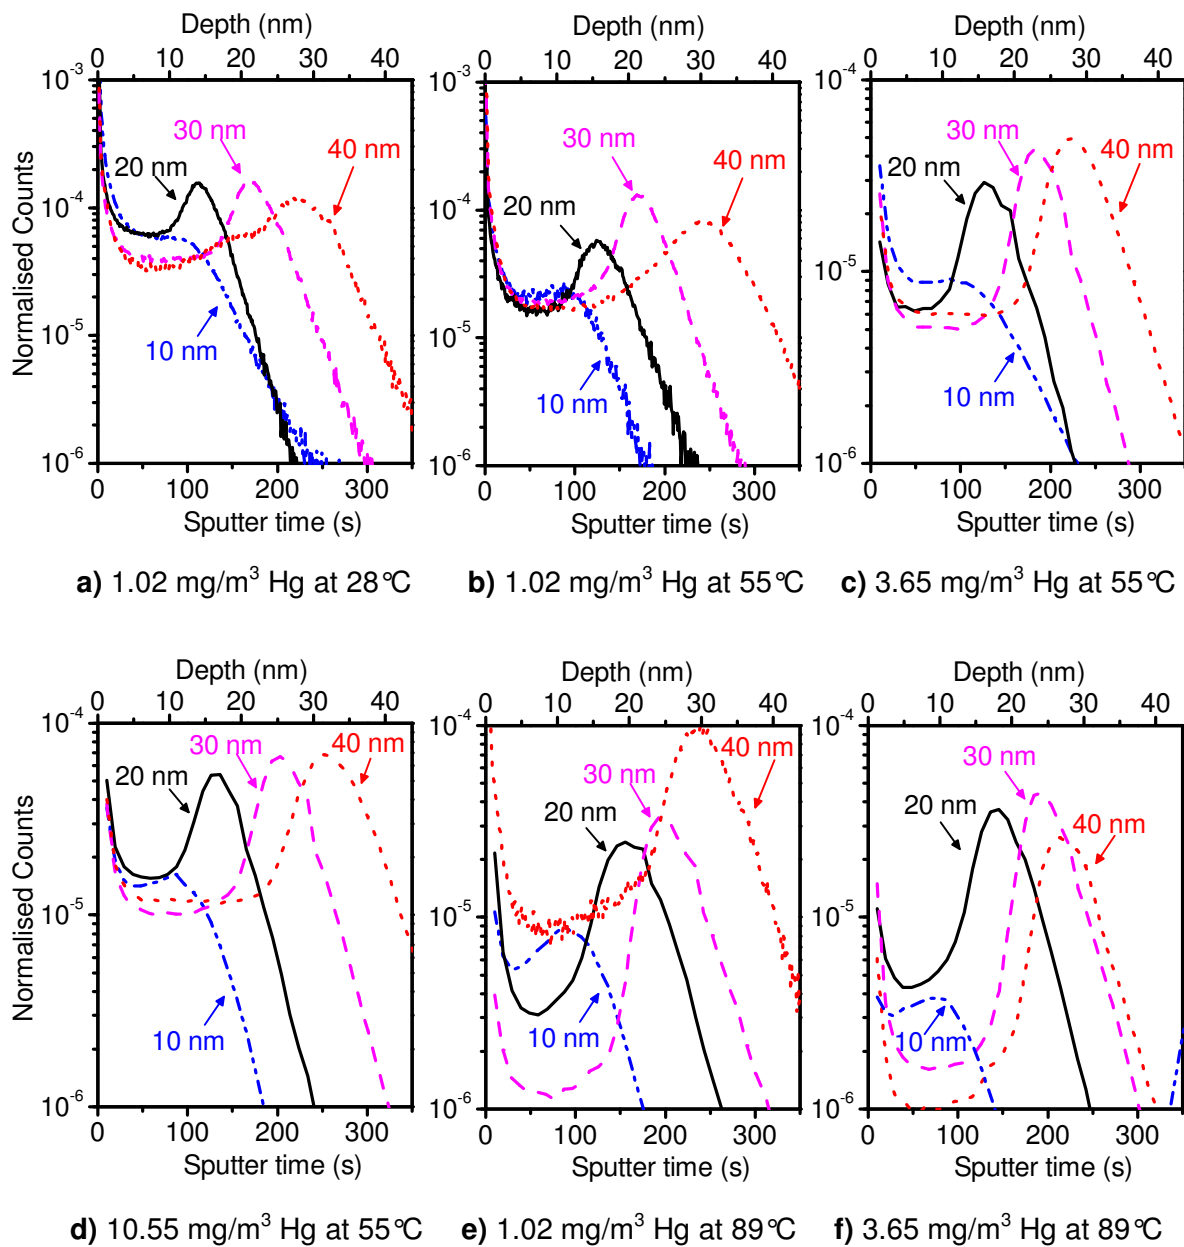 Depth (nm) Depth (nm) Depth (nm)
0 10 20 30 40 0 10 20 30 40 0 10 20 30 40
10-3 10-3 10-4
30 nm 30 nm 30 nm
40 nm 40 nm 40 nm
20 nm 20 nm 20 nm
Normalised Counts
10-4 10-4 10-5
10-5 10-5
10 nm 10 nm 10 nm
10-6 10-6 10-6
0 100 200 300 0 100 200 300 0 100 200 300
Sputter time (s) Sputter time (s) Sputter time (s)
a) 1.02 mg/m³ Hg at 28°C b) 1.02 mg/m³ Hg at 55°C c) 3.65 mg/m³ Hg at 55°C
Depth (nm) Depth (nm) Depth (nm)
0 10 20 30 40 0 10 20 30 40 0 10 20 30 40
10-4 10-4 10-4
30 nm 40 nm 40 nm 30 nm
20 nm 30 nm 20 nm
20 nm 40 nm
Normalised Counts
10-5 10-5 10-5
10 nm 10 nm 10 nm
10-6 10-6 10-6
0 100 200 300 0 100 200 300 0 100 200 300
Sputter time (s) Sputter time (s) Sputter time (s)
d) 10.55 mg/m³ Hg at 55°C e) 1.02 mg/m³ Hg at 89°C f) 3.65 mg/m³ Hg at 89°C